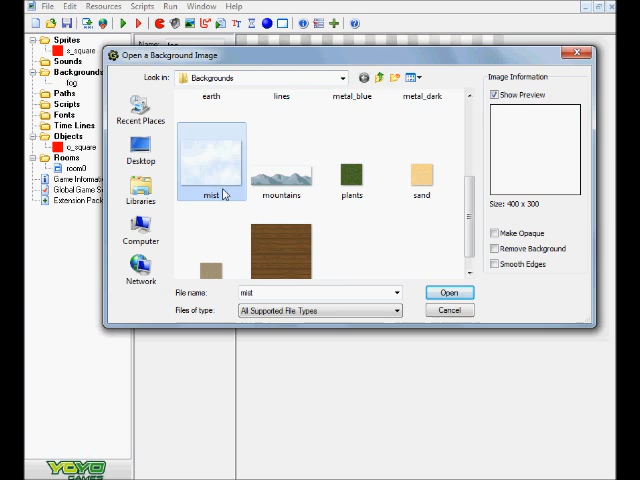 File Edit Resources Scripts Run Window Help
Sprites
s_square
Sounds
Backgrounds
fog
Paths
Scripts
Fonts
Time Lines
Objects
o_square
Rooms
room0
Game Informatio
Global Game S
Extension Pack
Open a Background Image
Look in:
Backgrounds
Recent Places
Desktop
Libraries
Computer
Network
earth lines metal_blue metal_dark
mist mountains plants sand
File name: mist
Files of type: All Supported File Types
Open
Cancel
Image Information
Show Preview
Size: 400 x 300
Make Opaque
Remove Background
Smooth Edges
YOYO
GAMES